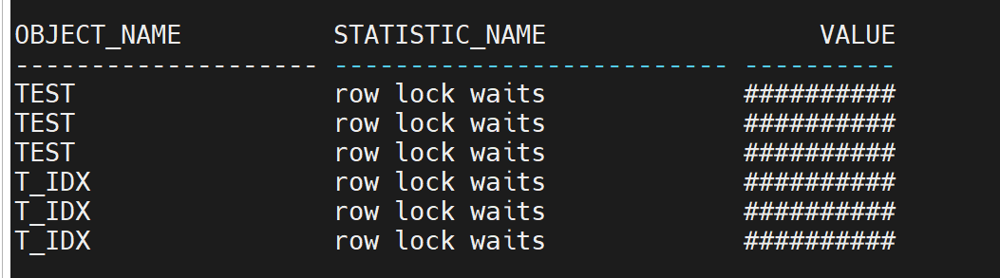 OBJECT_NAME          STATISTIC_NAME                  VALUE
-------------------- -------------------------- ----------
TEST                 row lock waits             ##########
TEST                 row lock waits             ##########
TEST                 row lock waits             ##########
T_IDX                row lock waits             ##########
T_IDX                row lock waits             ##########
T_IDX                row lock waits             ##########